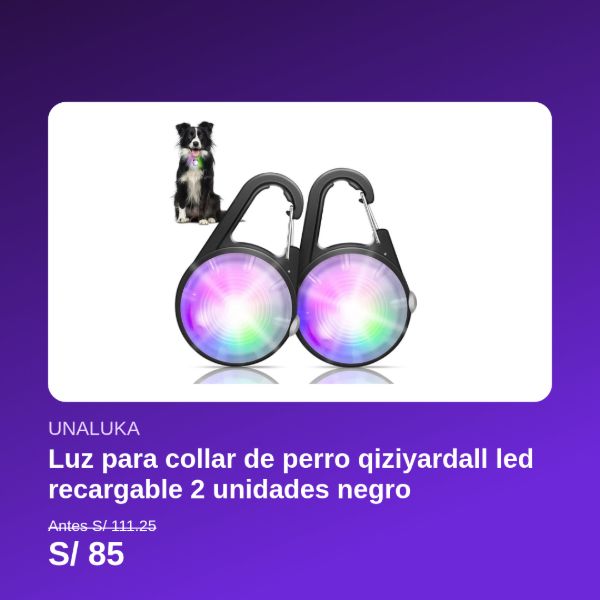 UNALUKA
Luz para collar de perro qiziyardall led
recargable 2 unidades negro
Antes S/ 111.25
S/ 85